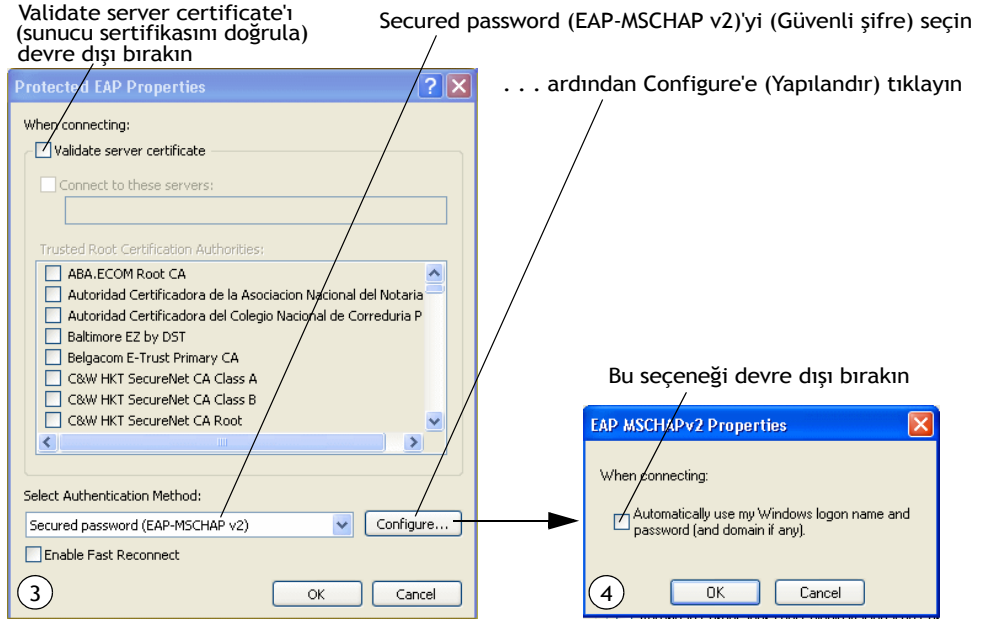 Validate server certificate'ı
(sunucu sertifikasını doğrula)
devre dışı bırakın
Secured password (EAP-MSCHAP v2)'yi (Güvenli şifre) seçin
. . . ardından Configure'e (Yapılandır) tıklayın
Protected EAP Properties
When connecting:
Validate server certificate
Connect to these servers:
Trusted Root Certification Authorities:
ABA.ECOM Root CA
Autoridad Certificadora de la Asociacion Nacional del Notaria
Autoridad Certificadora del Colegio Nacional de Correduria P
Baltimore EZ by DST
Belgacom E-Trust Primary CA
C&W HKT SecureNet CA Class A
C&W HKT SecureNet CA Class B
C&W HKT SecureNet CA Root
Select Authentication Method:
Secured password (EAP-MSCHAP v2)
Configure...
Enable Fast Reconnect
3
OK
Cancel
Bu seçeneği devre dışı bırakın
EAP MSCHAPv2 Properties
When connecting:
Automatically use my Windows logon name and
password (and domain if any).
4
OK
Cancel